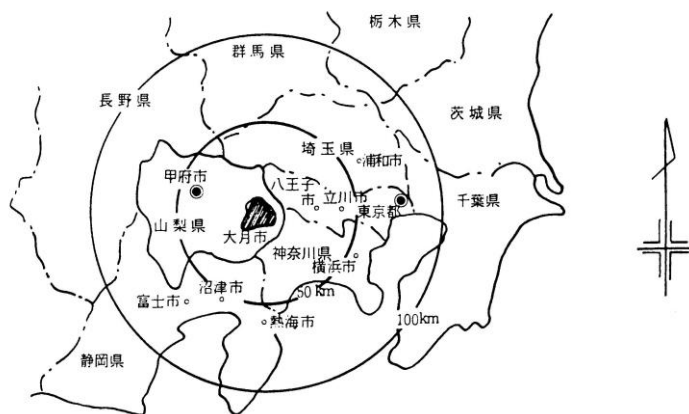 栃木県
群馬県
長野県
茨城県
埼玉県
浦和市
甲府市
八王子
市
立川市
東京都
千葉県
山梨県
大月市
神奈川県
横浜市
沼津市
50km
富士市
熱海市
100km
静岡県